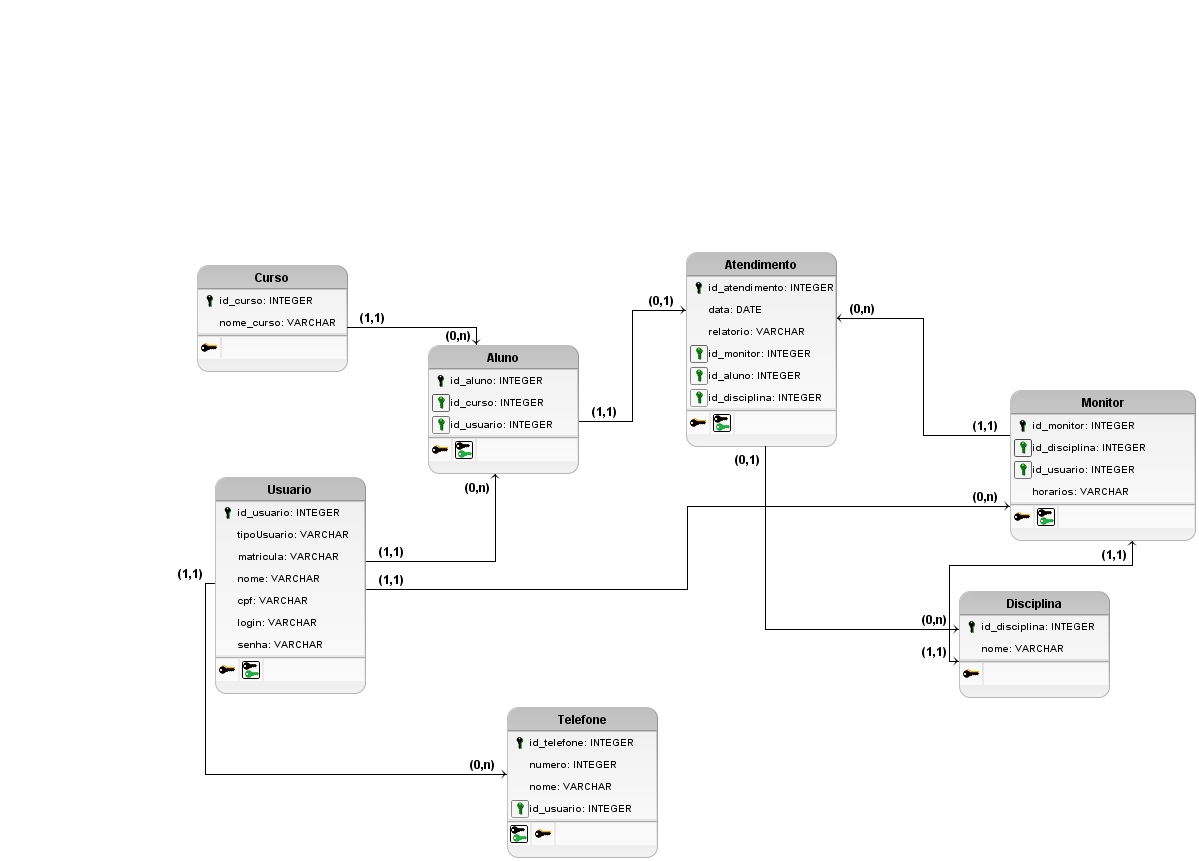 Curso
id_curso: INTEGER
nome_curso: VARCHAR
(1,1)
(0,n)
Aluno
id_aluno: INTEGER
id_curso: INTEGER
id_usuario: INTEGER
(0,n)
(1,1)
(0,1)
Atendimento
id_atendimento: INTEGER
data: DATE
relatorio: VARCHAR
id_monitor: INTEGER
id_aluno: INTEGER
id_disciplina: INTEGER
(0,n)
(0,1)
(1,1)
Monitor
id_monitor: INTEGER
id_disciplina: INTEGER
id_usuario: INTEGER
horarios: VARCHAR
(0,n)
(1,1)
Usuario
id_usuario: INTEGER
tipoUsuario: VARCHAR
matricula: VARCHAR
nome: VARCHAR
cpf: VARCHAR
login: VARCHAR
senha: VARCHAR
(1,1)
(1,1)
(1,1)
Disciplina
id_disciplina: INTEGER
nome: VARCHAR
(0,n)
(1,1)
Telefone
id_telefone: INTEGER
numero: INTEGER
nome: VARCHAR
id_usuario: INTEGER
(0,n)